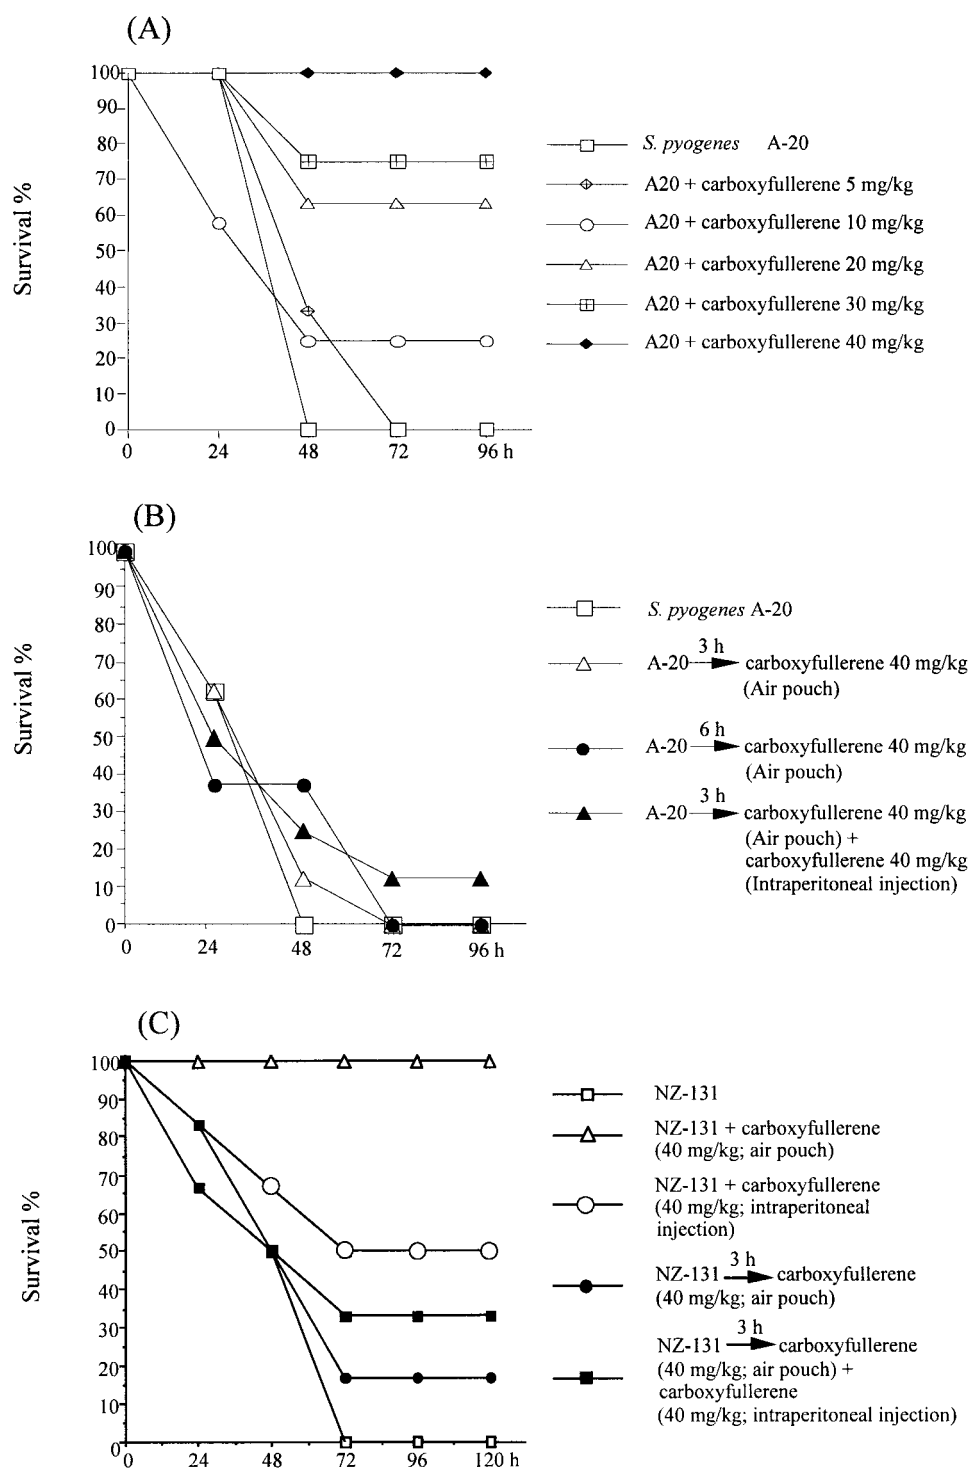 (A)
Survival %
100
90
80
70
60
50
40
30
20
10
0
0 24 48 72 96 h
S. pyogenes A-20
A20 + carboxyfullerene 5 mg/kg
A20 + carboxyfullerene 10 mg/kg
A20 + carboxyfullerene 20 mg/kg
A20 + carboxyfullerene 30 mg/kg
A20 + carboxyfullerene 40 mg/kg
(B)
Survival %
100
90
80
70
60
50
40
30
20
10
0
0 24 48 72 96 h
S. pyogenes A-20
3 h
A-20 carboxyfullerene 40 mg/kg
(Air pouch)
6 h
A-20 carboxyfullerene 40 mg/kg
(Air pouch)
3 h
A-20 carboxyfullerene 40 mg/kg
(Air pouch) +
carboxyfullerene 40 mg/kg
(Intraperitoneal injection)
(C)
Survival %
100
90
80
70
60
50
40
30
20
10
0
0 24 48 72 96 120 h
NZ-131
NZ-131 + carboxyfullerene
(40 mg/kg; air pouch)
NZ-131 + carboxyfullerene
(40 mg/kg; intraperitoneal
injection)
3 h
NZ-131 carboxyfullerene
(40 mg/kg; air pouch)
3 h
NZ-131 carboxyfullerene
(40 mg/kg; air pouch) +
carboxyfullerene
(40 mg/kg; intraperitoneal injection)